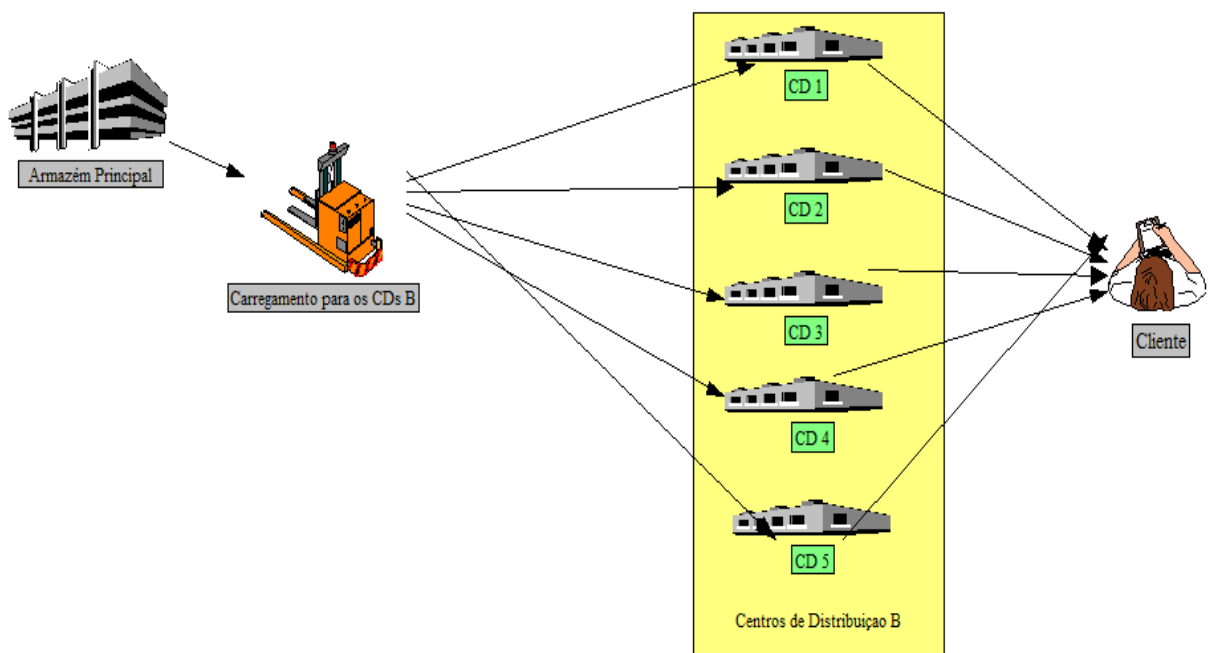 Armazém Principal
Carregamento para os CDs B
CD 1
CD 2
CD 3
CD 4
CD 5
Centros de Distribuiçao B
Cliente